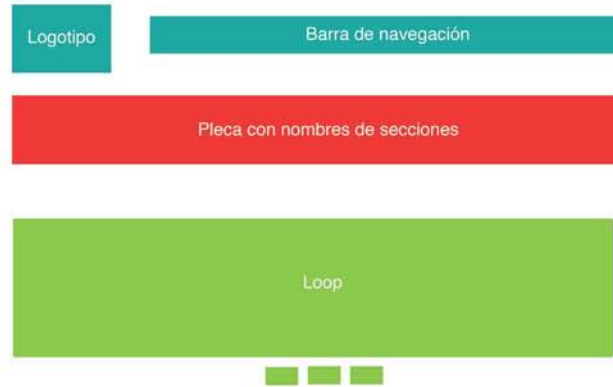 Logotipo
Barra de navegación
Pleca con nombres de secciones
Loop